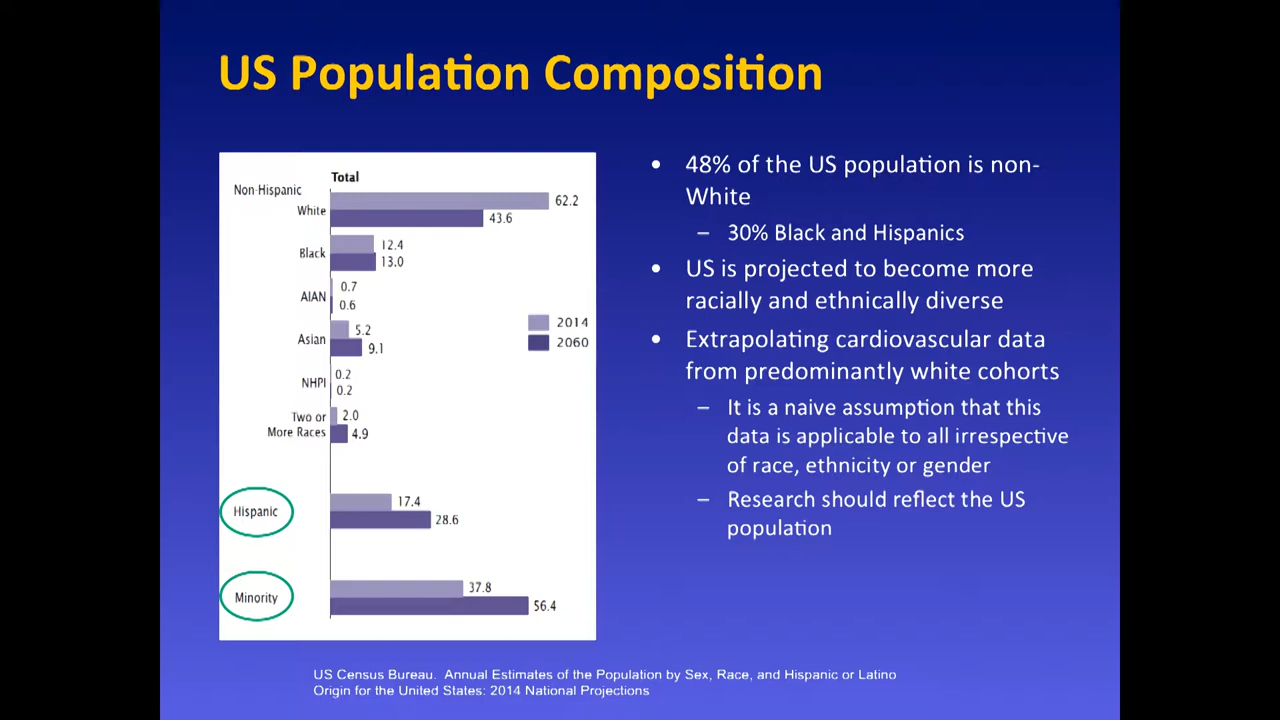 US Population Composition
Total
Non-Hispanic
White
62.2
43.6
Black
12.4
13.0
AIAN
0.7
0.6
Asian
5.2
9.1
NHPI
0.2
0.2
Two or
More Races
2.0
4.9
Hispanic
17.4
28.6
Minority
37.8
56.4
2014
2060
• 48% of the US population is non-
White
– 30% Black and Hispanics
• US is projected to become more
racially and ethnically diverse
• Extrapolating cardiovascular data
from predominantly white cohorts
– It is a naive assumption that this
data is applicable to all irrespective
of race, ethnicity or gender
– Research should reflect the US
population
US Census Bureau. Annual Estimates of the Population by Sex, Race, and Hispanic or Latino
Origin for the United States: 2014 National Projections